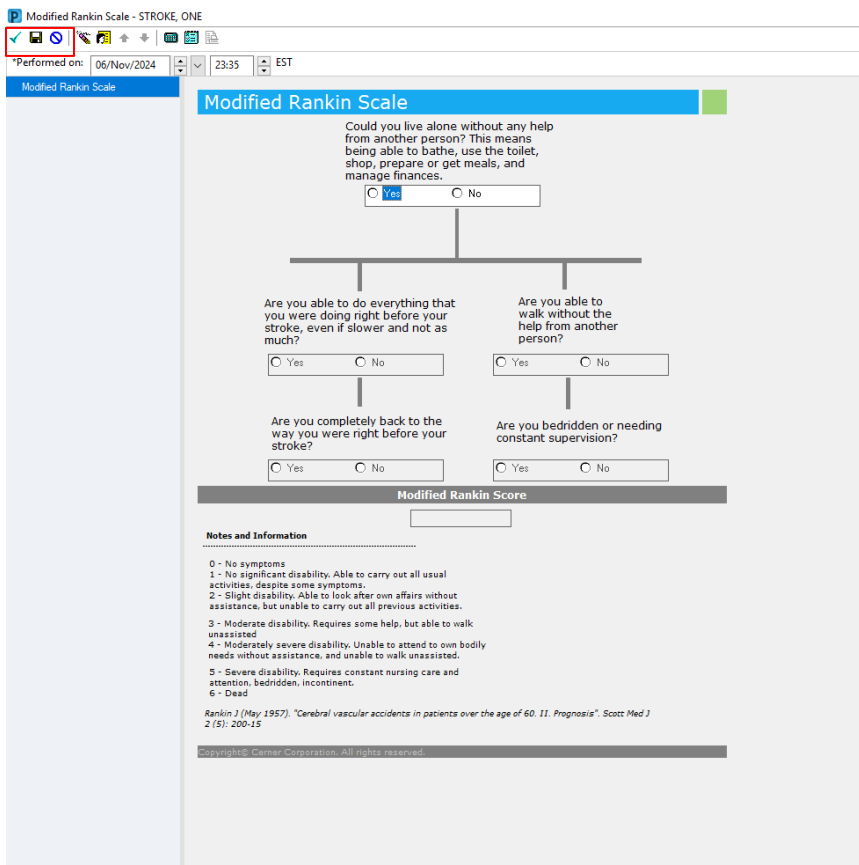 Modified Rankin Scale - STROKE, ONE
*Performed on: 06/Nov/2024 23:35 EST
Modified Rankin Scale
Modified Rankin Scale
Could you live alone without any help
from another person? This means
being able to bathe, use the toilet,
shop, prepare or get meals, and
manage finances.
Yes No
Are you able to do everything that
you were doing right before your
stroke, even if slower and not as
much?
Yes No
Are you able to
walk without the
help from another
person?
Yes No
Are you completely back to the
way you were right before your
stroke?
Yes No
Are you bedridden or needing
constant supervision?
Yes No
Modified Rankin Score
Notes and Information
0 - No symptoms
1 - No significant disability. Able to carry out all usual
activities, despite some symptoms.
2 - Slight disability. Able to look after own affairs without
assistance, but unable to carry out all previous activities.
3 - Moderate disability. Requires some help, but able to walk
unassisted
4 - Moderately severe disability. Unable to attend to own bodily
needs without assistance, and unable to walk unassisted.
5 - Severe disability. Requires constant nursing care and
attention, bedridden, incontinent.
6 - Dead
Rankin J (May 1957). "Cerebral vascular accidents in patients over the age of 60. II. Prognosis". Scott Med J
2 (5): 200-15
Copyright© Cerner Corporation. All rights reserved.